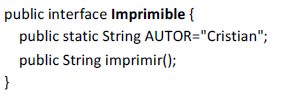 public interface Imprimible {
public static String AUTOR="Cristian";
public String imprimir();
}